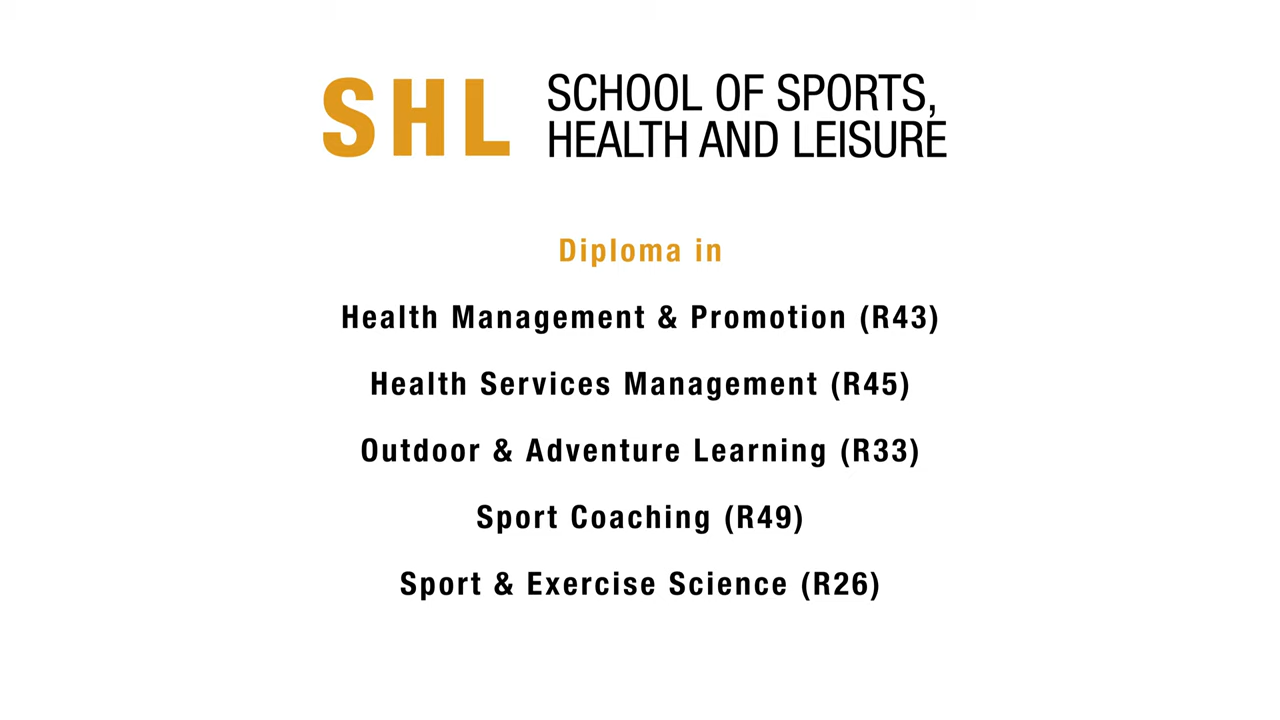 SHL
SCHOOL OF SPORTS,
HEALTH AND LEISURE
Diploma in
Health Management & Promotion (R43)
Health Services Management (R45)
Outdoor & Adventure Learning (R33)
Sport Coaching (R49)
Sport & Exercise Science (R26)